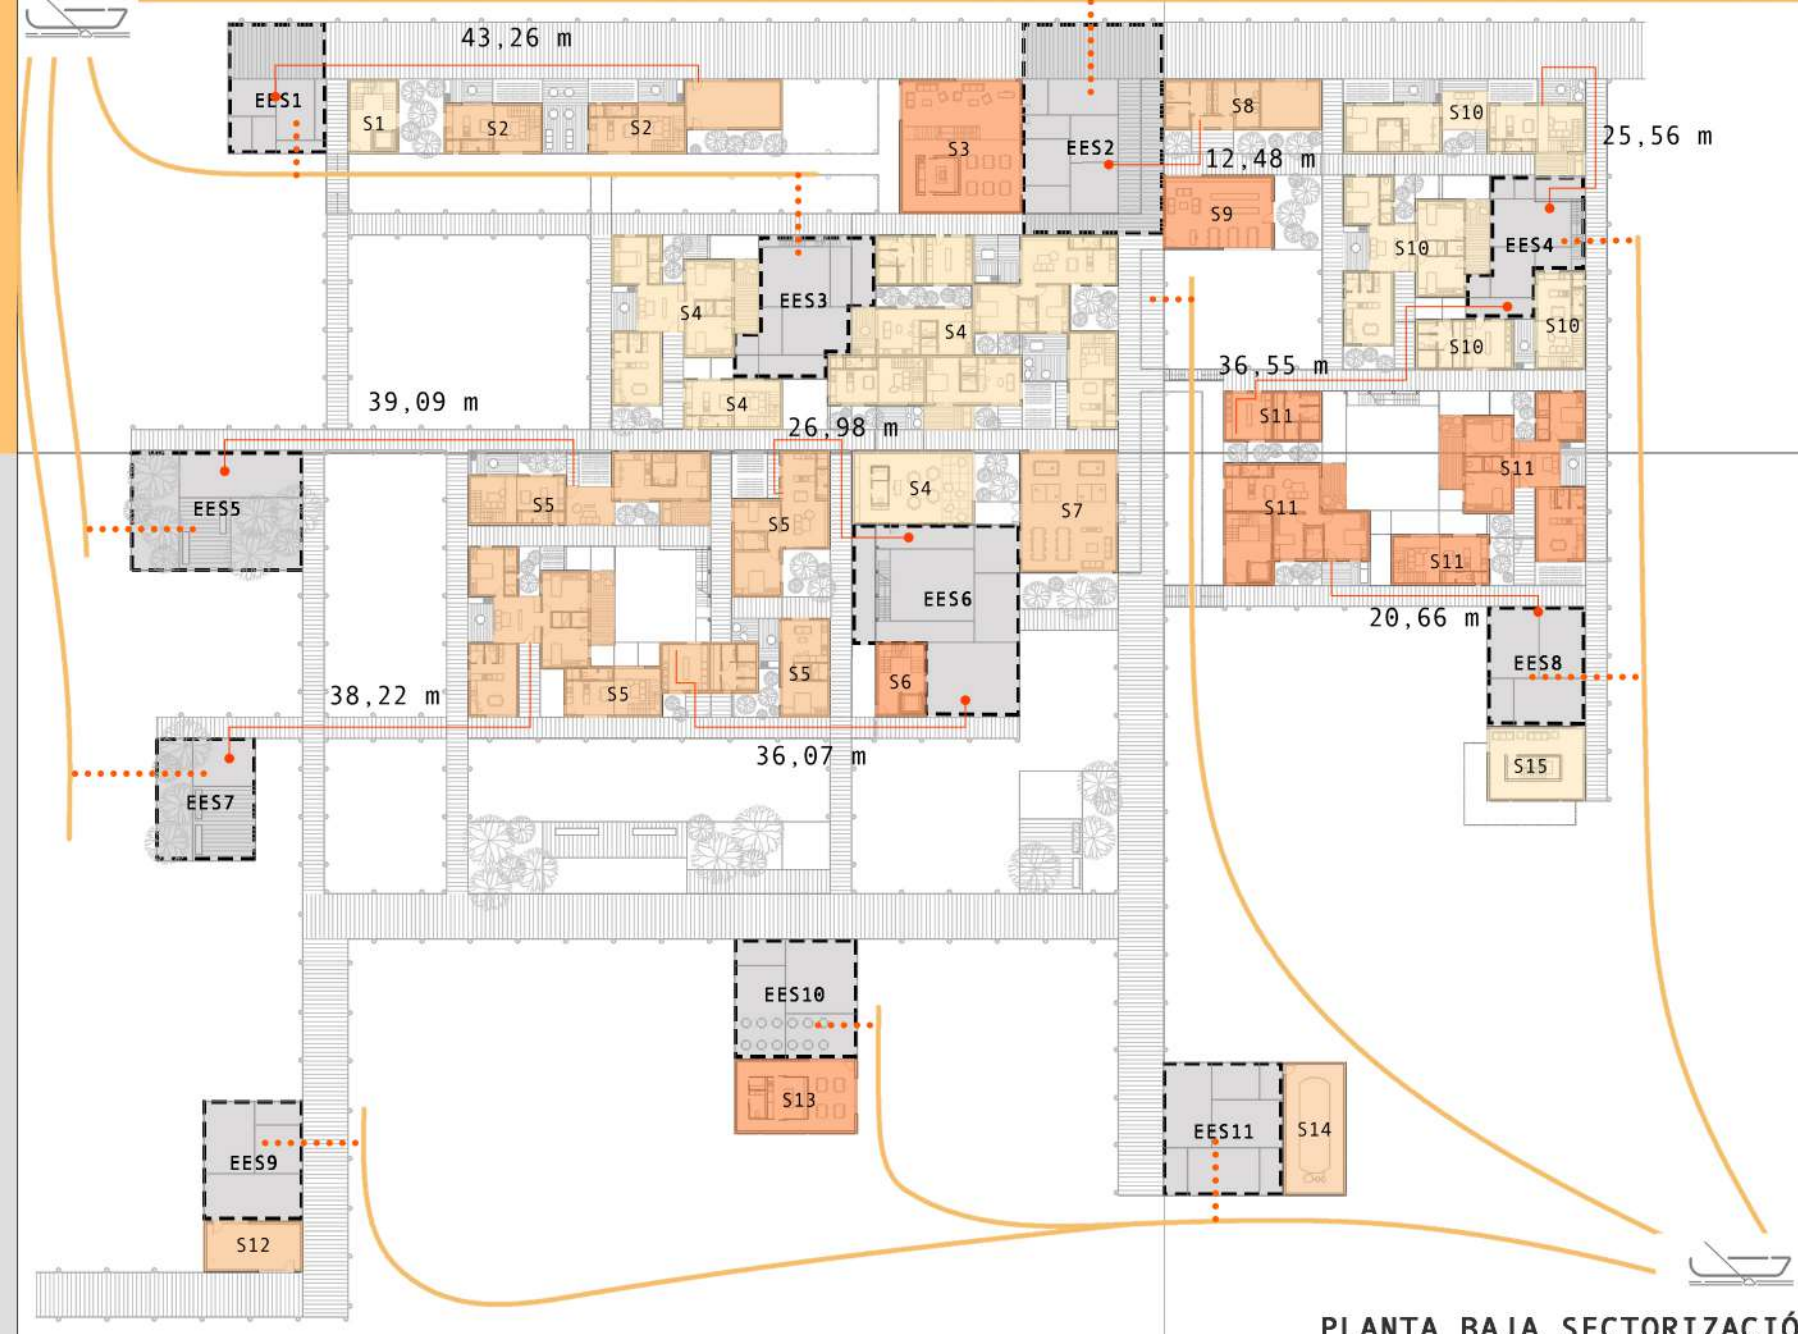 43,26 m
EES1
S1
S2
S2
S3
EES2
S8
12,48 m
S9
S10
25,56 m
S10
EES4
S10
S10
EES3
S4
S4
S4
36,55 m
39,09 m
26,98 m
S11
S11
S11
S11
EES5
S5
S5
S4
S7
EES6
S6
S5
S5
20,66 m
EES8
S15
38,22 m
36,07 m
EES7
EES10
S13
EES9
S12
EES11
S14
PLANTA BAJA SECTORIZACIÓ